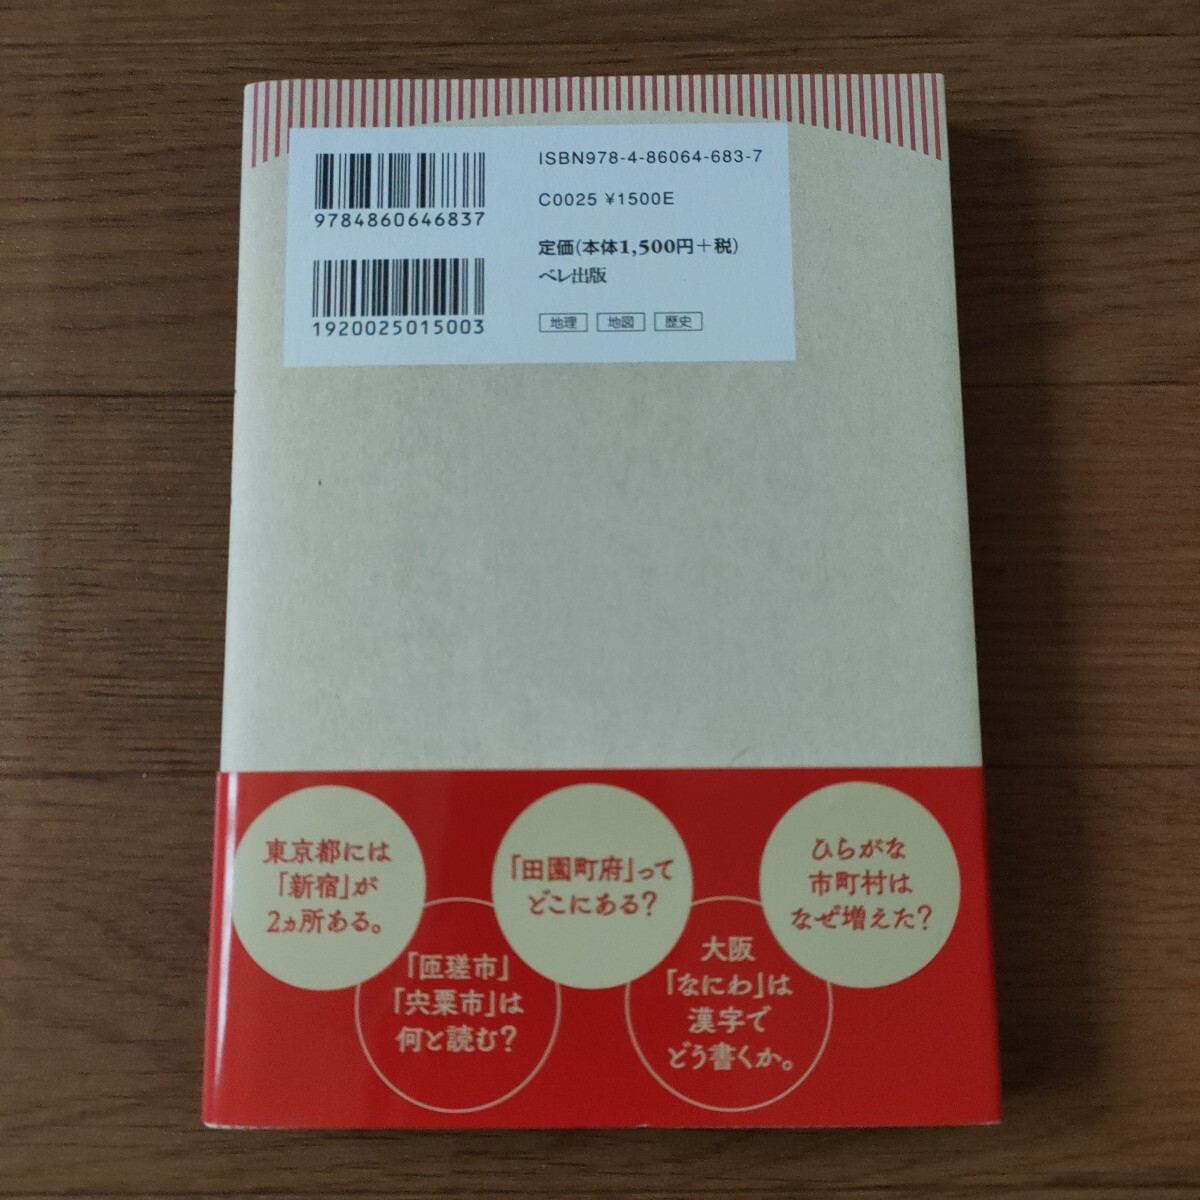 ISBN978-4-86064-683-7
9784860646837
C0025 ¥1500E
定価(本体1,500円+税)
ベレ出版
1920025015003
地理 地図 歴史
東京都には
「新宿」が
2ヵ所ある。
「匝瑳市」
「宍粟市」は
何と読む?
「田園町府」って
どこにある?
大阪
「なにわ」は
漢字で
どう書くか。
ひらがな
市町村は
なぜ増えた?